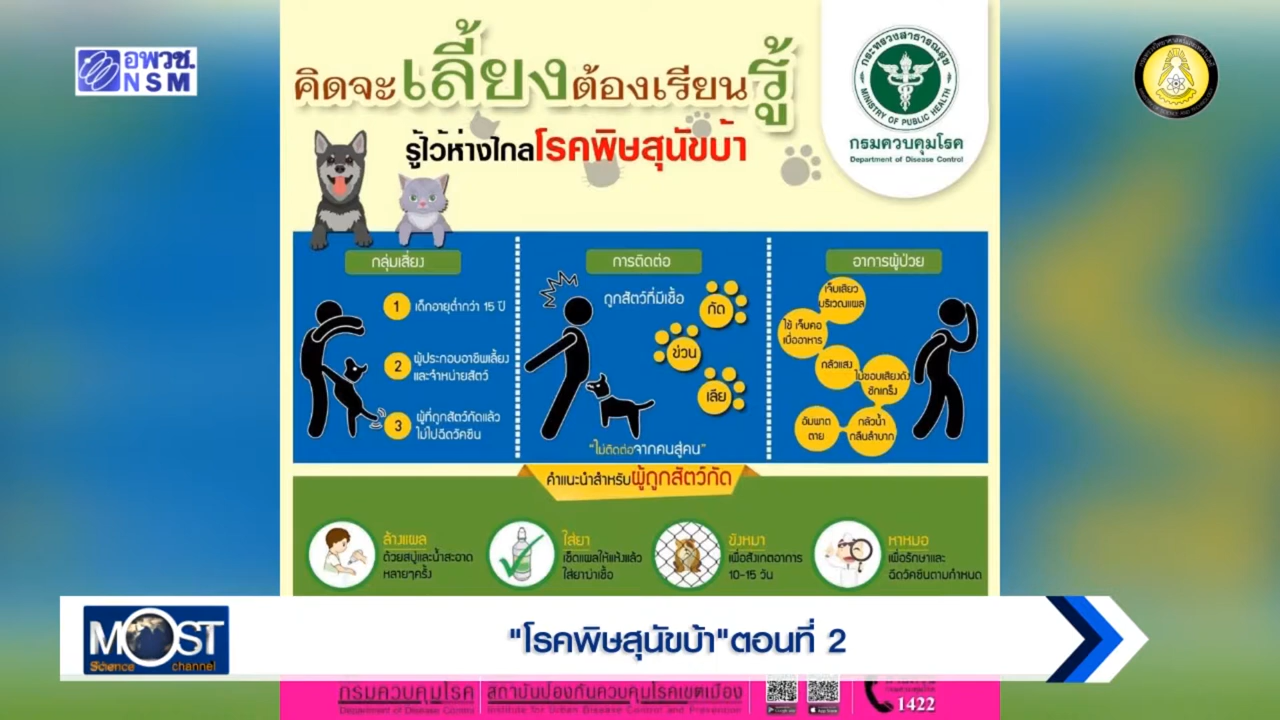 อพวช.
NSM
คิดจะเลี้ยงต้องเรียนรู้
รู้ไว้ห่างไกลโรคพิษสุนัขบ้า
กระทรวงสาธารณสุข
MINISTRY OF PUBLIC HEALTH
กรมควบคุมโรค
Department of Disease Control
กลุ่มเสี่ยง
1 เด็กอายุต่ำกว่า 15 ปี
2 ผู้ประกอบอาชีพเลี้ยง
และจำหน่ายสัตว์
3 ผู้ที่ถูกสัตว์กัดแล้ว
ไม่ไปฉีดวัคซีน
การติดต่อ
ถูกสัตว์ที่มีเชื้อ
กัด
ข่วน
เลีย
"ไม่ติดต่อจากคนสู่คน"
อาการผู้ป่วย
เจ็บเสียว
บริเวณแผล
ไข้ เจ็บคอ
เบื่ออาหาร
กลัวแสง
ไม่ชอบเสียงดัง
ชักเกร็ง
กลัวน้ำ
กลืนลำบาก
อัมพาต
ตาย
คำแนะนำสำหรับผู้ถูกสัตว์กัด
ล้างแผล
ด้วยสบู่และน้ำสะอาด
หลายๆครั้ง
ใส่ยา
เช็ดแผลให้แห้งแล้ว
ใส่ยาฆ่าเชื้อ
ขังหมา
เพื่อสังเกตอาการ
10-15 วัน
หาหมอ
เพื่อรักษาและ
ฉีดวัคซีนตามกำหนด
MOST
Science channel
"โรคพิษสุนัขบ้า"ตอนที่ 2
กรมควบคุมโรค
Department of Disease Control
สถาบันป้องกันควบคุมโรคเขตเมือง
Institute for Urban Disease Control and Prevention
1422